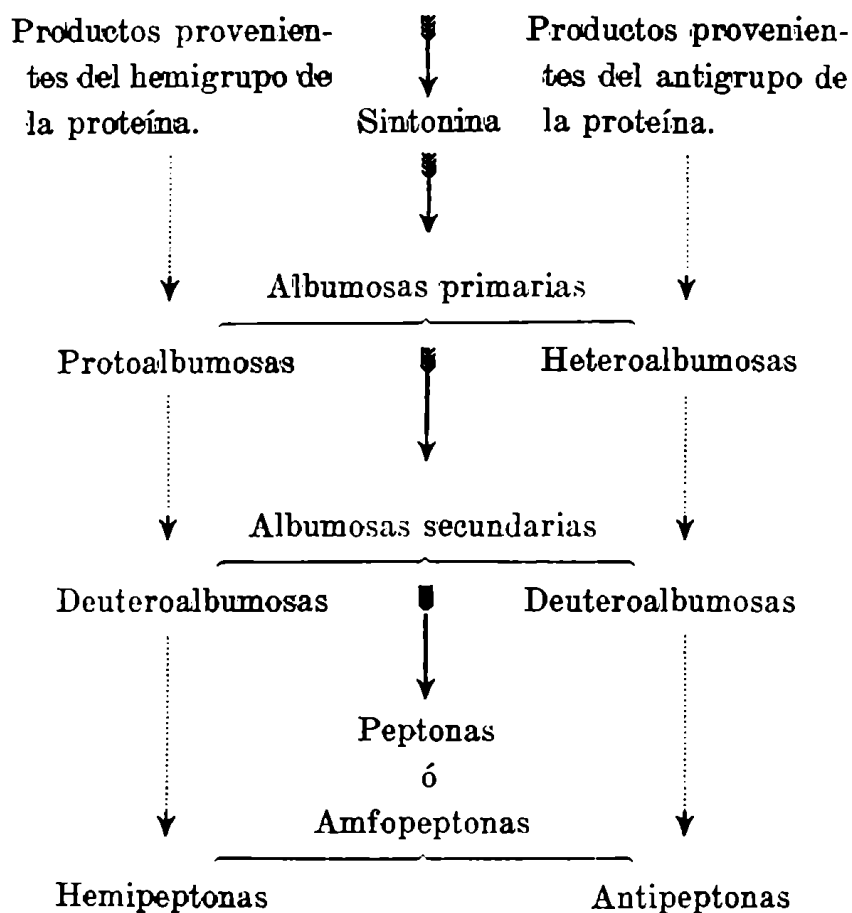 Productos provenien-
tes del hemigrupo de
la proteína.
Productos provenien-
tes del antigrupo de
la proteína.
Sintonina
Albumosas primarias
Protoalbumosas
Heteroalbumosas
Albumosas secundarias
Deuteroalbumosas
Deuteroalbumosas
Peptonas
ó
Amfopeptonas
Hemipeptonas
Antipeptonas